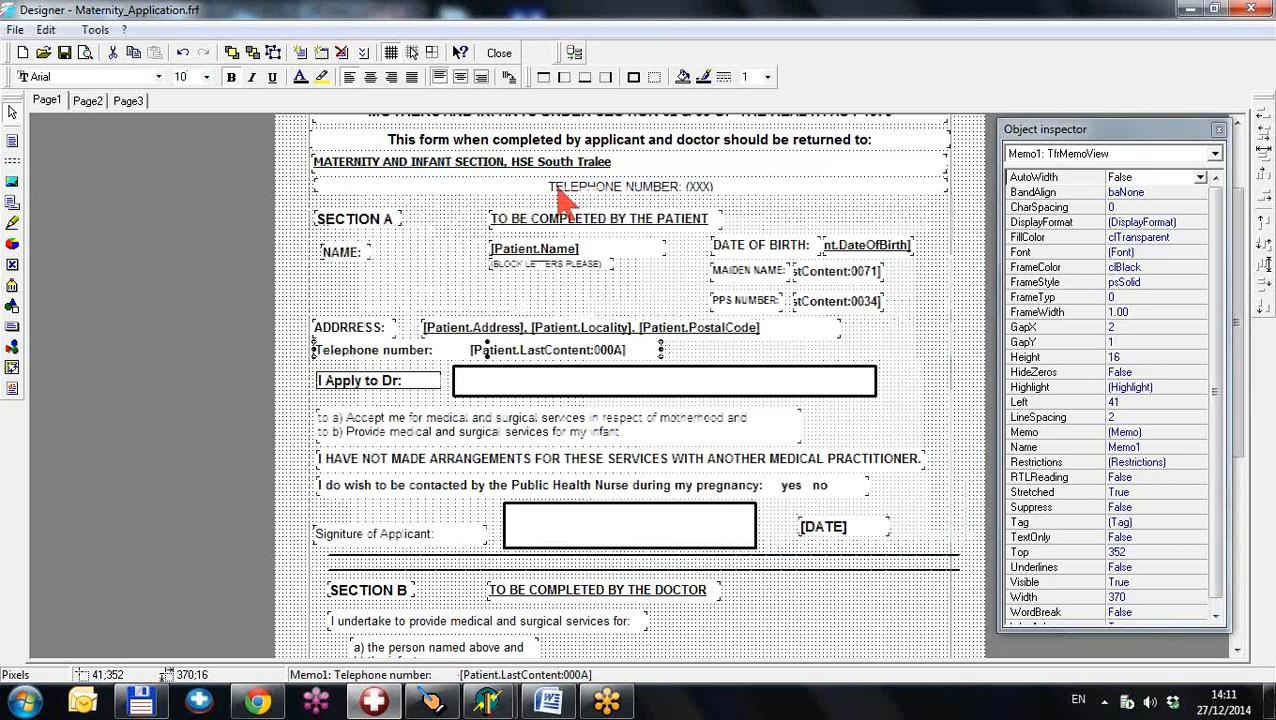 Designer - Maternity_Application.frf
File Edit Tools ?
Close
Arial 10 B I U A 1
Page1 Page2 Page3
This form when completed by applicant and doctor should be returned to:
MATERNITY AND INFANT SECTION, HSE South Tralee
TELEPHONE NUMBER: (XXX)
SECTION A TO BE COMPLETED BY THE PATIENT
NAME: [Patient.Name] DATE OF BIRTH: nt.DateOfBirth]
(BLOCK LETTERS PLEASE) MAIDEN NAME: stContent:0071]
PPS NUMBER: stContent:0034]
ADDRRESS: [Patient.Address], [Patient.Locality], [Patient.PostalCode]
Telephone number: [Patient.LastContent:000A]
I Apply to Dr:
to a) Accept me for medical and surgical services in respect of motherhood and
to b) Provide medical and surgical services for my infant
I HAVE NOT MADE ARRANGEMENTS FOR THESE SERVICES WITH ANOTHER MEDICAL PRACTITIONER.
I do wish to be contacted by the Public Health Nurse during my pregnancy: yes no
Signiture of Applicant: [DATE]
SECTION B TO BE COMPLETED BY THE DOCTOR
I undertake to provide medical and surgical services for:
a) the person named above and
Object inspector
Memo1: TfrMemoView
AutoWidth False
BandAlign baNone
CharSpacing 0
DisplayFormat (DisplayFormat)
FillColor clTransparent
Font (Font)
FrameColor clBlack
FrameStyle psSolid
FrameTyp 0
FrameWidth 1.00
GapX 2
GapY 1
Height 16
HideZeros False
Highlight (Highlight)
Left 41
LineSpacing 2
Memo (Memo)
Name Memo1
Restrictions (Restrictions)
RTLReading False
Stretched True
Suppress False
Tag (Tag)
TextOnly False
Top 352
Underlines False
Visible True
Width 370
WordBreak False
Pixels 41;352 370,16 Memo1: Telephone number: [Patient.LastContent:000A]
EN 14:11
27/12/2014